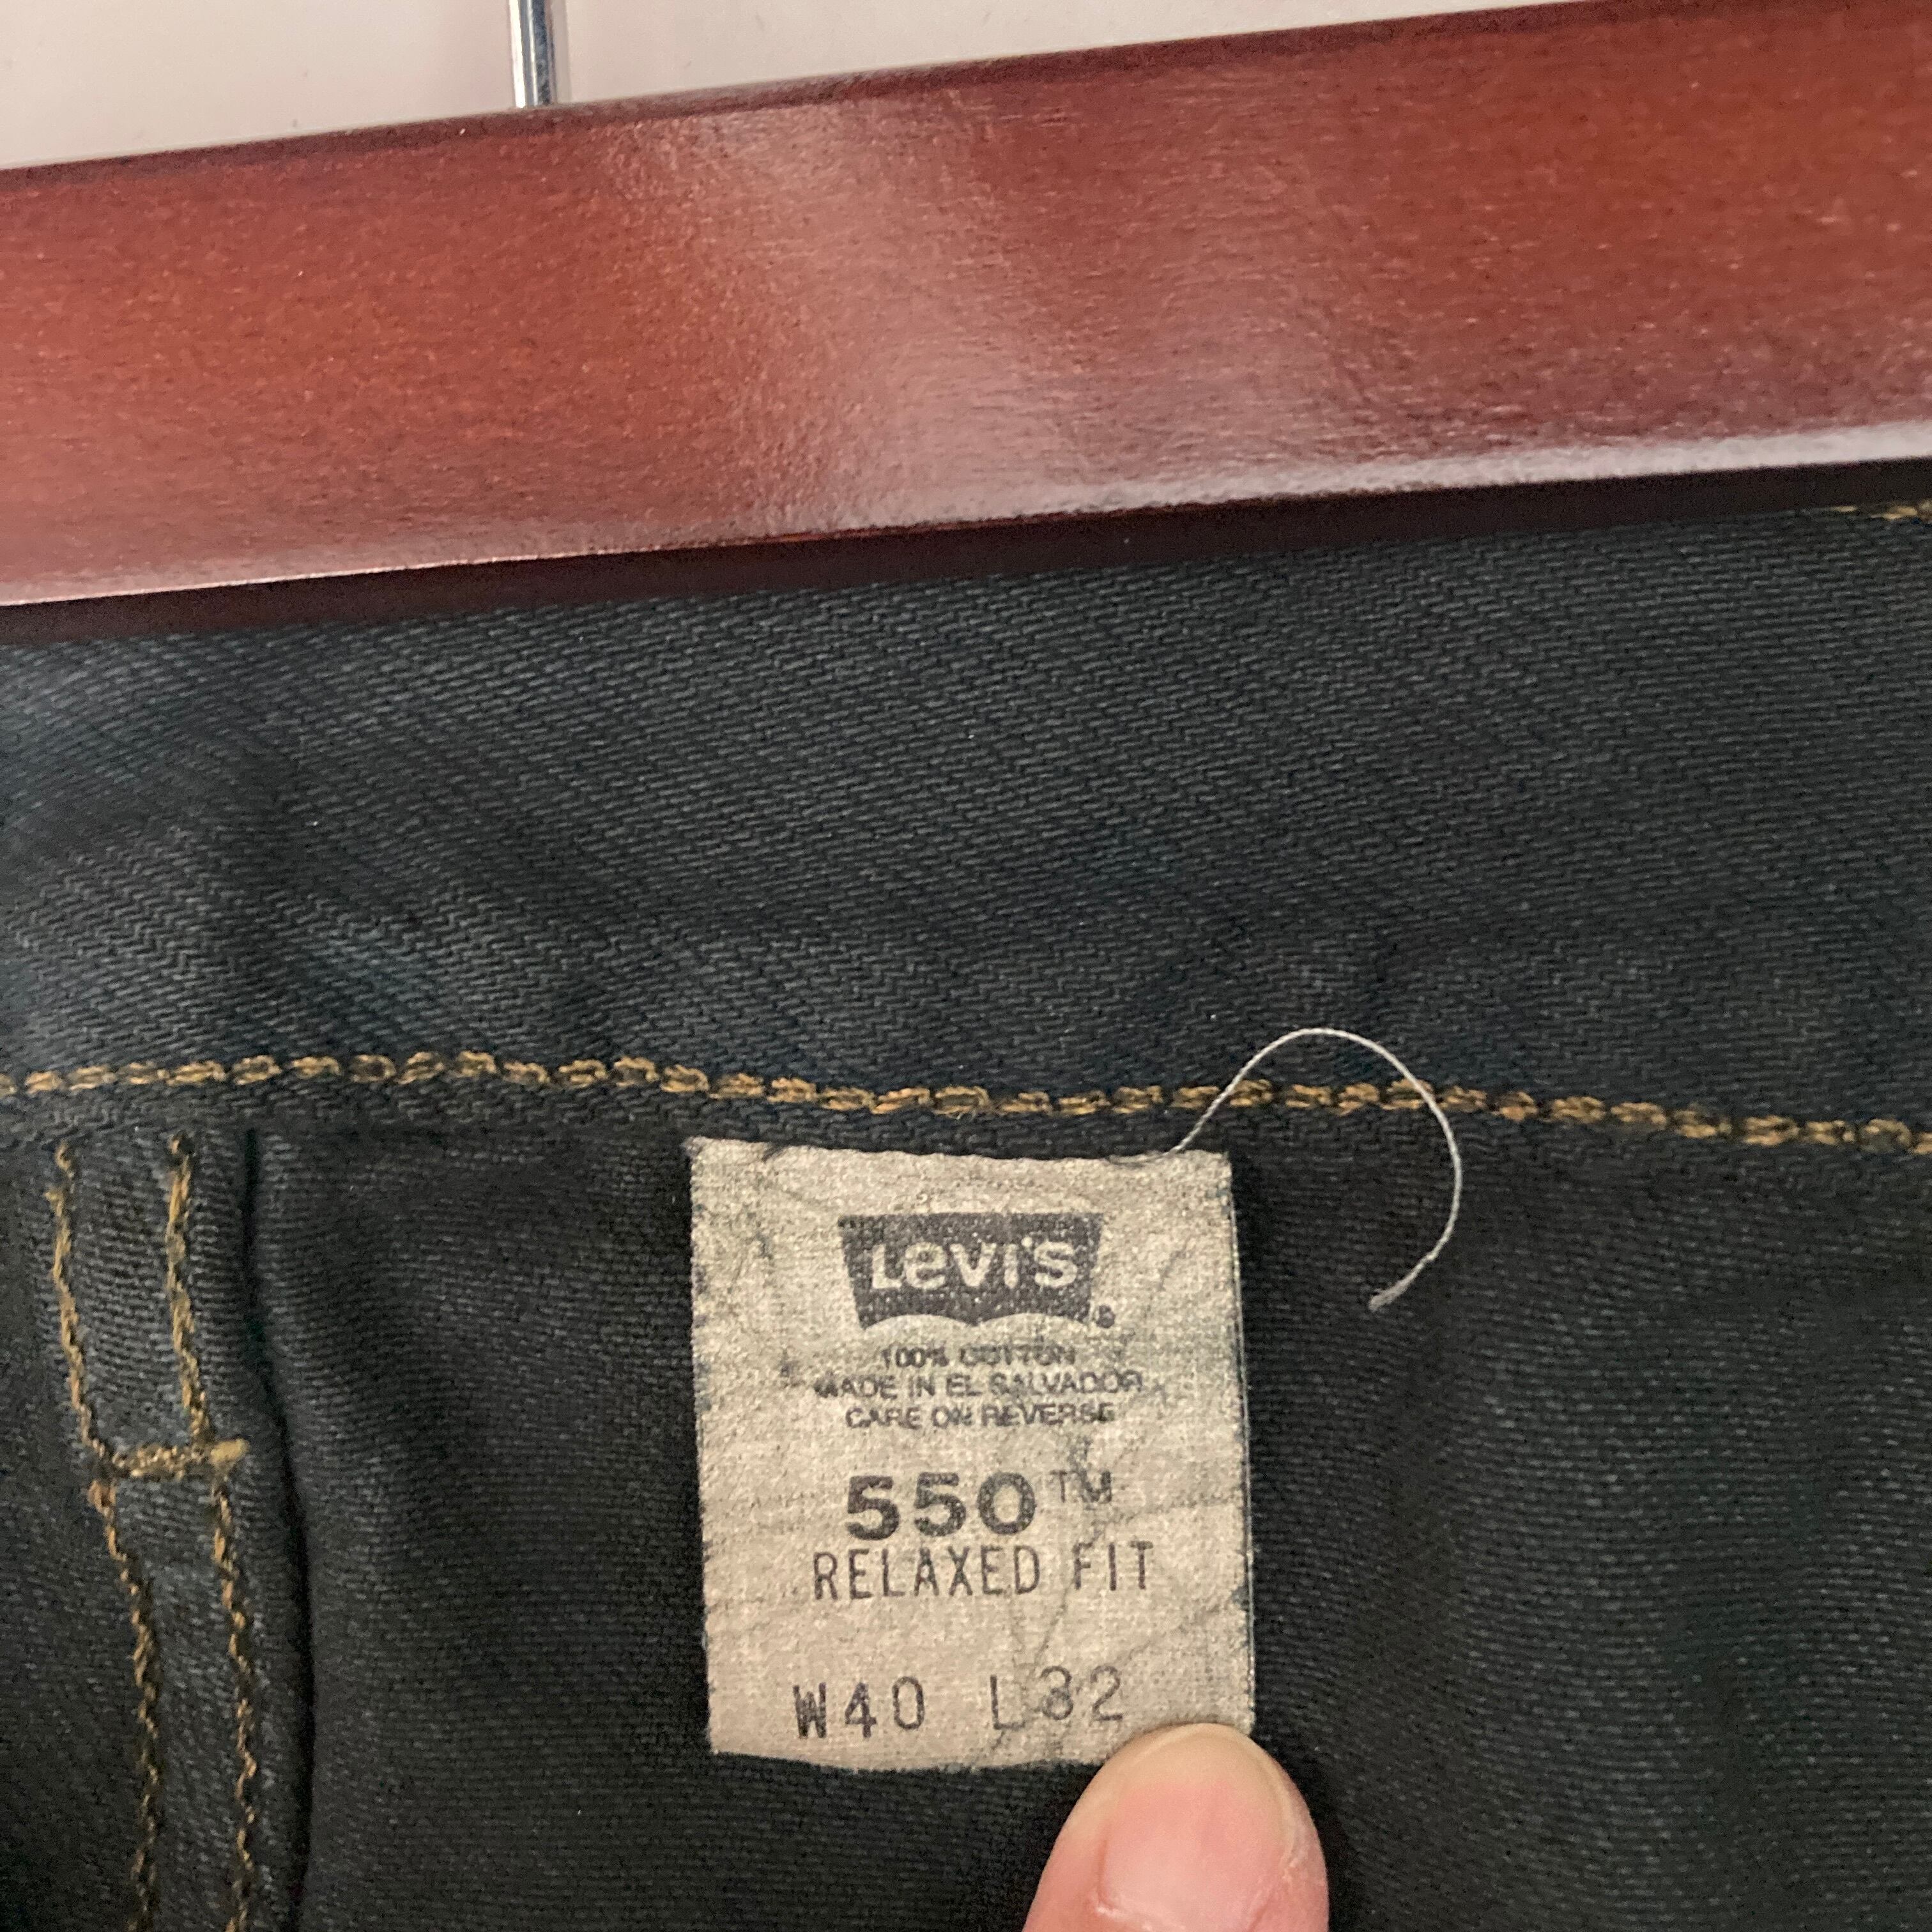 Levi's®
100% COTTON
MADE IN EL SALVADOR
CARE ON REVERSE
550™
RELAXED FIT
W40 L32